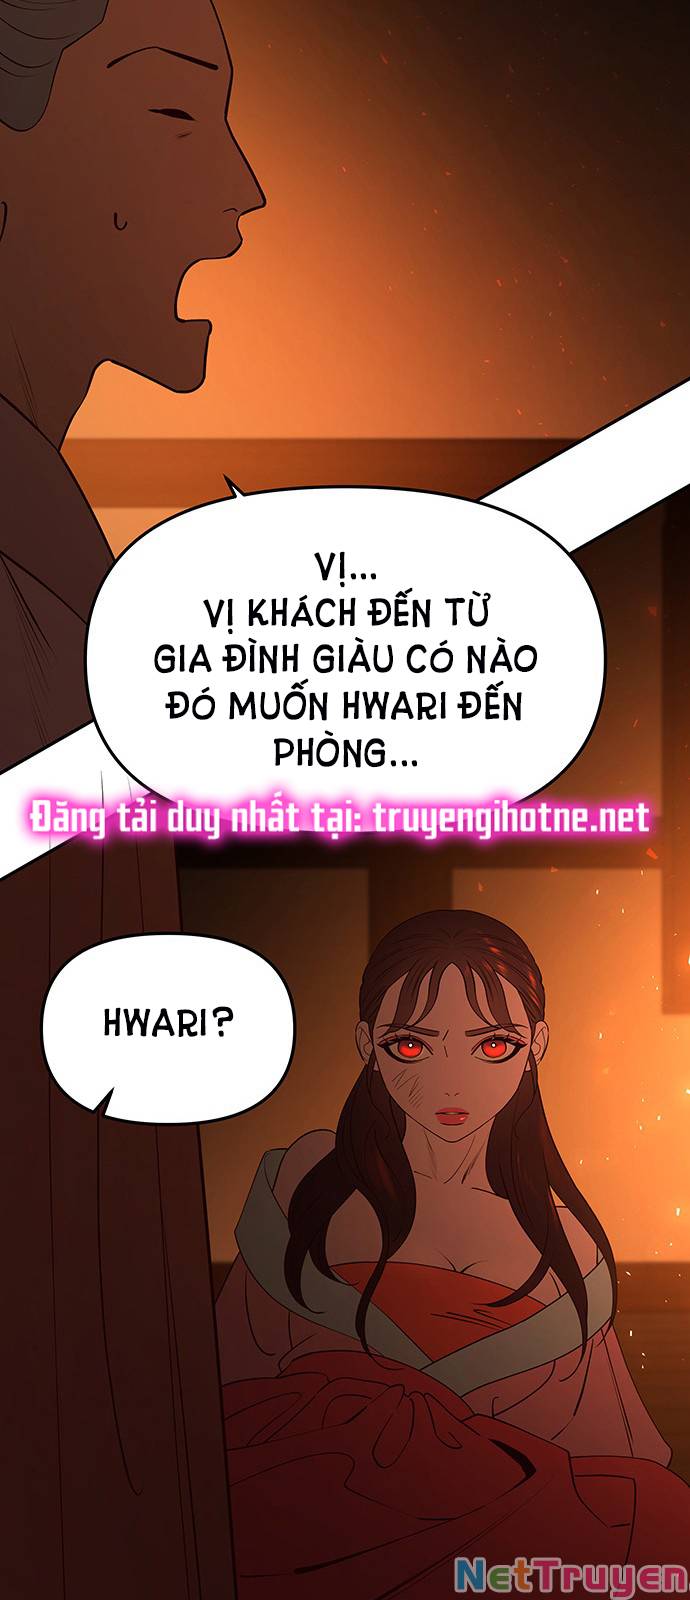 VỊ...
VỊ KHÁCH ĐẾN TỪ
GIA ĐÌNH GIÀU CÓ NÀO
ĐÓ MUỐN HWARI ĐẾN
PHÒNG...
Đăng tải duy nhất tại: truyengihotne.net
HWARI?
NetTruyen